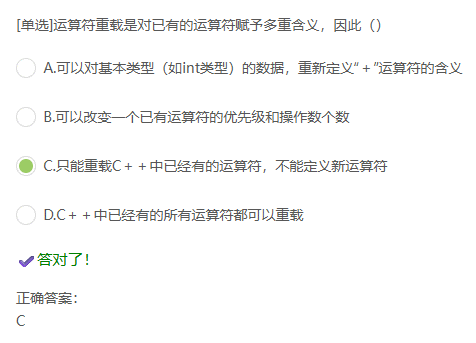 [单选]运算符重载是对已有的运算符赋予多重含义，因此（）
A.可以对基本类型（如int类型）的数据，重新定义“＋”运算符的含义
B.可以改变一个已有运算符的优先级和操作数个数
C.只能重载C＋＋中已经有的运算符，不能定义新运算符
D.C＋＋中已经有的所有运算符都可以重载
答对了!
正确答案：
C